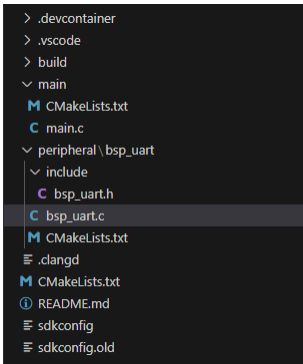 .devcontainer
.vscode
build
main
M CMakeLists.txt
C main.c
peripheral\bsp_uart
include
C bsp_uart.h
C bsp_uart.c
M CMakeLists.txt
.clangd
M CMakeLists.txt
README.md
sdkconfig
sdkconfig.old